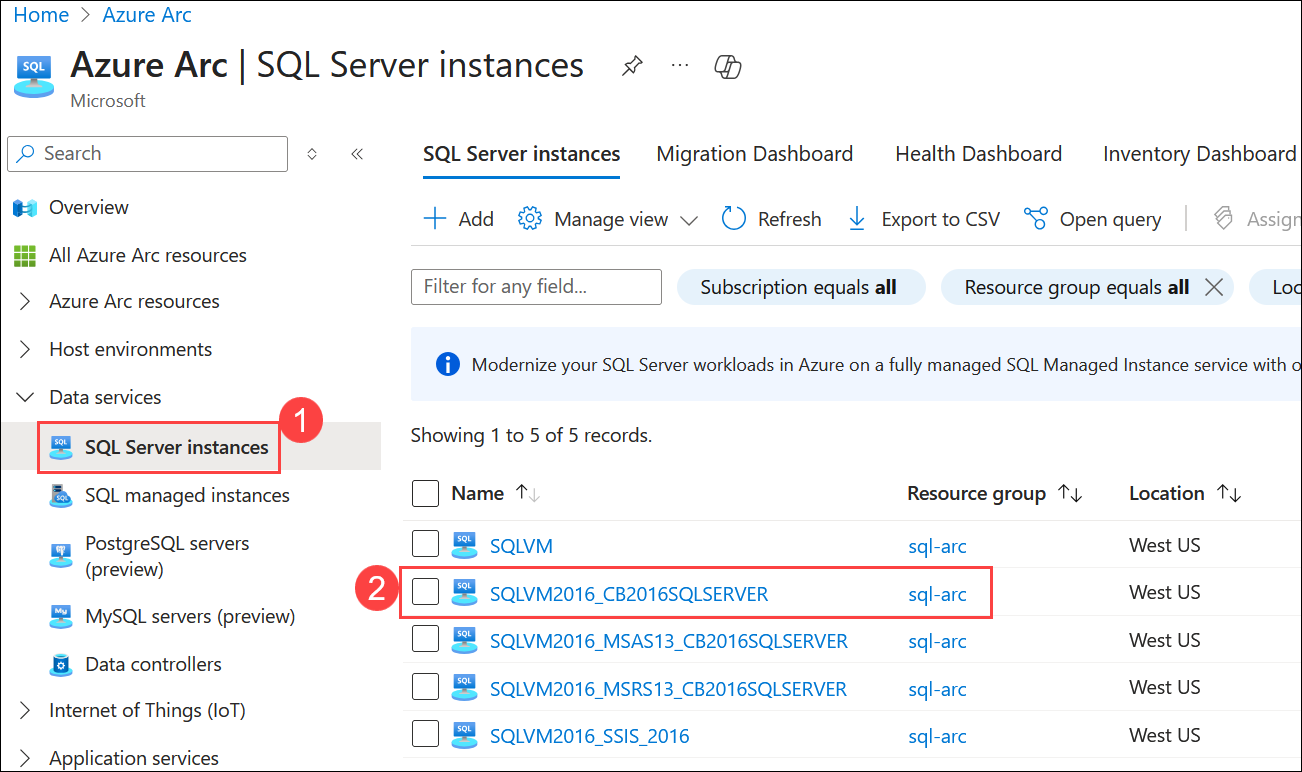 Home > Azure Arc
Azure Arc | SQL Server instances
Microsoft
Search
Overview
All Azure Arc resources
Azure Arc resources
Host environments
Data services
SQL Server instances
1
SQL managed instances
PostgreSQL servers
(preview)
MySQL servers (preview)
Data controllers
Internet of Things (IoT)
Application services
SQL Server instances Migration Dashboard Health Dashboard Inventory Dashboard
Add Manage view Refresh Export to CSV Open query Assign
Filter for any field... Subscription equals all Resource group equals all Loc
Modernize your SQL Server workloads in Azure on a fully managed SQL Managed Instance service with o
Showing 1 to 5 of 5 records.
Name Resource group Location
SQLVM sql-arc West US
2 SQLVM2016_CB2016SQLSERVER sql-arc West US
SQLVM2016_MSAS13_CB2016SQLSERVER sql-arc West US
SQLVM2016_MSRS13_CB2016SQLSERVER sql-arc West US
SQLVM2016_SSIS_2016 sql-arc West US